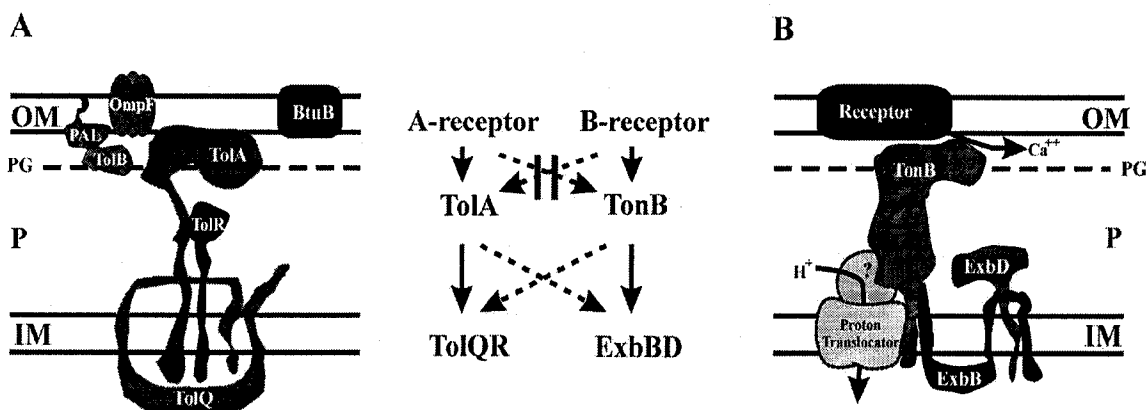 A
OM
OmpF
PAL
TolB
BtuB
TolA
PG
TolR
P
IM
TolQ
A-receptor B-receptor
TolA TonB
TolQR ExbBD
B
Receptor
OM
Ca++
TonB
PG
P
H+
?
ExbD
Proton
Translocator
IM
ExbB